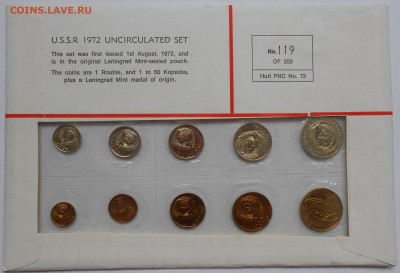 COINS.LAV.RU
U.S.S.R 1972 UNCIRCULATED SET
This set was first issued 1st August, 1972, and
is in the original Leningrad Mint-sealed pouch.
The coins are 1 Rouble, and 1 to 50 Kopecks,
plus a Leningrad Mint medal of origin.
No. 119
OF 200
Hutt PNC No. 73